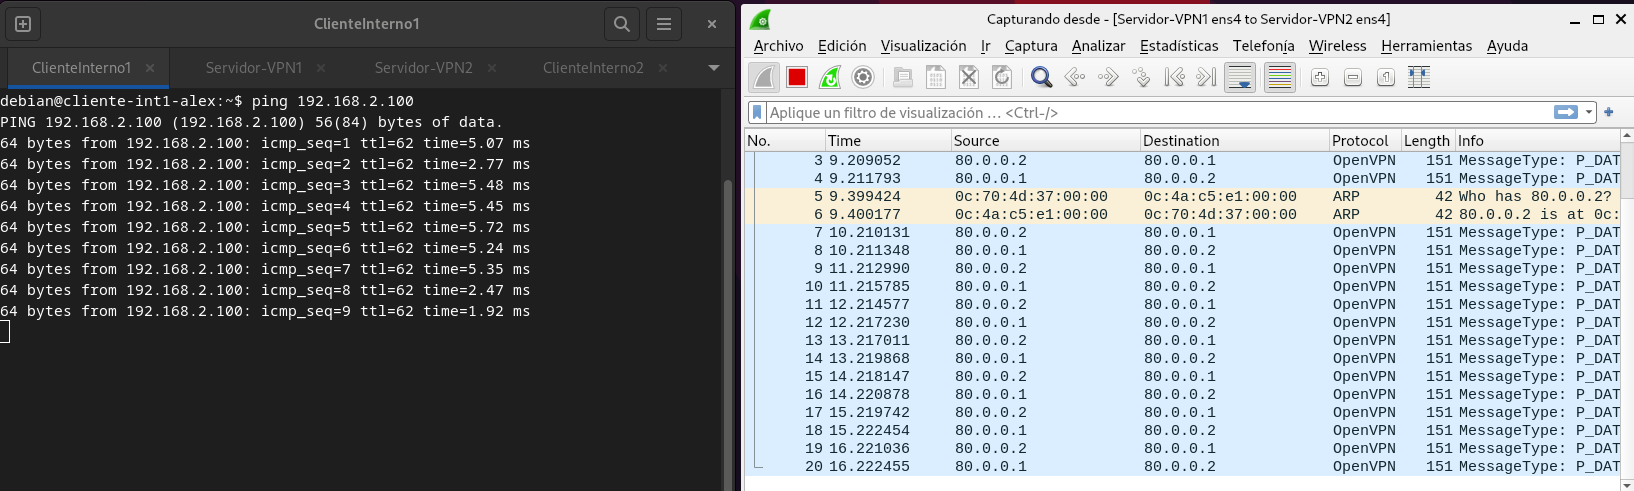 ClienteInterno1
ClienteInterno1 × Servidor-VPN1 × Servidor-VPN2 × ClienteInterno2 ×
debian@cliente-int1-alex:~$ ping 192.168.2.100
PING 192.168.2.100 (192.168.2.100) 56(84) bytes of data.
64 bytes from 192.168.2.100: icmp_seq=1 ttl=62 time=5.07 ms
64 bytes from 192.168.2.100: icmp_seq=2 ttl=62 time=2.77 ms
64 bytes from 192.168.2.100: icmp_seq=3 ttl=62 time=5.48 ms
64 bytes from 192.168.2.100: icmp_seq=4 ttl=62 time=5.45 ms
64 bytes from 192.168.2.100: icmp_seq=5 ttl=62 time=5.72 ms
64 bytes from 192.168.2.100: icmp_seq=6 ttl=62 time=5.24 ms
64 bytes from 192.168.2.100: icmp_seq=7 ttl=62 time=5.35 ms
64 bytes from 192.168.2.100: icmp_seq=8 ttl=62 time=2.47 ms
64 bytes from 192.168.2.100: icmp_seq=9 ttl=62 time=1.92 ms
Capturando desde - [Servidor-VPN1 ens4 to Servidor-VPN2 ens4]
Archivo Edición Visualización Ir Captura Analizar Estadísticas Telefonía Wireless Herramientas Ayuda
Aplique un filtro de visualización ... <Ctrl-/>
No. Time Source Destination Protocol Length Info
3 9.209052 80.0.0.2 80.0.0.1 OpenVPN 151 MessageType: P_DAT
4 9.211793 80.0.0.1 80.0.0.2 OpenVPN 151 MessageType: P_DAT
5 9.399424 0c:70:4d:37:00:00 0c:4a:c5:e1:00:00 ARP 42 Who has 80.0.0.2?
6 9.400177 0c:4a:c5:e1:00:00 0c:70:4d:37:00:00 ARP 42 80.0.0.2 is at 0c:
7 10.210131 80.0.0.2 80.0.0.1 OpenVPN 151 MessageType: P_DAT
8 10.211348 80.0.0.1 80.0.0.2 OpenVPN 151 MessageType: P_DAT
9 11.212990 80.0.0.2 80.0.0.1 OpenVPN 151 MessageType: P_DAT
10 11.215785 80.0.0.1 80.0.0.2 OpenVPN 151 MessageType: P_DAT
11 12.214577 80.0.0.2 80.0.0.1 OpenVPN 151 MessageType: P_DAT
12 12.217230 80.0.0.1 80.0.0.2 OpenVPN 151 MessageType: P_DAT
13 13.217011 80.0.0.2 80.0.0.1 OpenVPN 151 MessageType: P_DAT
14 13.219868 80.0.0.1 80.0.0.2 OpenVPN 151 MessageType: P_DAT
15 14.218147 80.0.0.2 80.0.0.1 OpenVPN 151 MessageType: P_DAT
16 14.220878 80.0.0.1 80.0.0.2 OpenVPN 151 MessageType: P_DAT
17 15.219742 80.0.0.2 80.0.0.1 OpenVPN 151 MessageType: P_DAT
18 15.222454 80.0.0.1 80.0.0.2 OpenVPN 151 MessageType: P_DAT
19 16.221036 80.0.0.2 80.0.0.1 OpenVPN 151 MessageType: P_DAT
20 16.222455 80.0.0.1 80.0.0.2 OpenVPN 151 MessageType: P_DAT